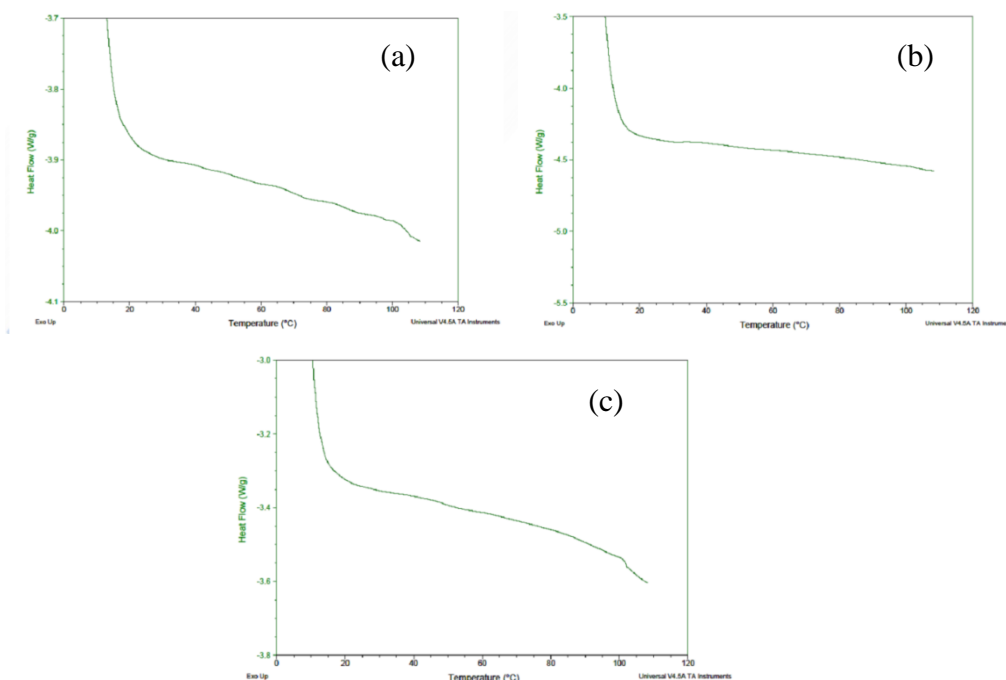 (a)
-3.7
-3.8
-3.9
-4.0
-4.1
Heat Flow (W/g)
0 20 40 60 80 100 120
Exo Up Temperature (°C) Universal V4.5A TA Instruments
(b)
-3.5
-4.0
-4.5
-5.0
-5.5
Heat Flow (W/g)
0 20 40 60 80 100 120
Exo Up Temperature (°C) Universal V4.5A TA Instrume
(c)
-3.0
-3.2
-3.4
-3.6
-3.8
Heat Flow (W/g)
0 20 40 60 80 100 120
Exo Up Temperature (°C) Universal V4.5A TA Instruments